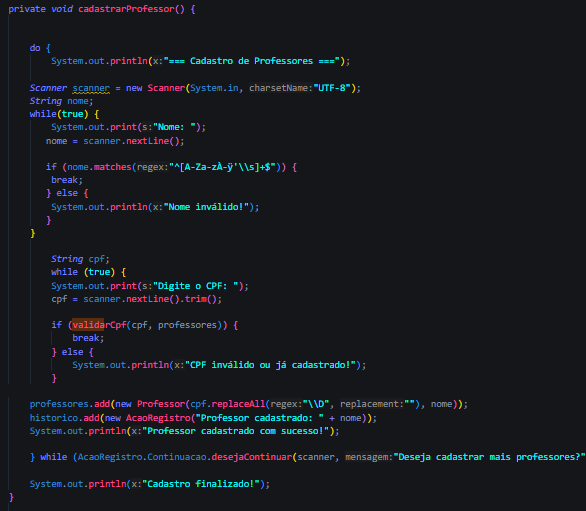 private void cadastrarProfessor() {
do {
System.out.println(x:"=== Cadastro de Professores ===");
Scanner scanner = new Scanner(System.in, charsetName:"UTF-8");
String nome;
while(true) {
System.out.print(s:"Nome: ");
nome = scanner.nextLine();
if (nome.matches(regex:"^[A-Za-zÀ-ÿ'\\s]+$")) {
break;
} else {
System.out.println(x:"Nome inválido!");
}
}
String cpf;
while (true) {
System.out.print(s:"Digite o CPF: ");
cpf = scanner.nextLine().trim();
if (validarCpf(cpf, professores)) {
break;
} else {
System.out.println(x:"CPF inválido ou já cadastrado!");
}
professores.add(new Professor(cpf.replaceAll(regex:"\\D", replacement:""), nome));
historico.add(new AcaoRegistro("Professor cadastrado: " + nome));
System.out.println(x:"Professor cadastrado com sucesso!");
} while (AcaoRegistro.Continuacao.desejaContinuar(scanner, mensagem:"Deseja cadastrar mais professores?"
System.out.println(x:"Cadastro finalizado!");
}